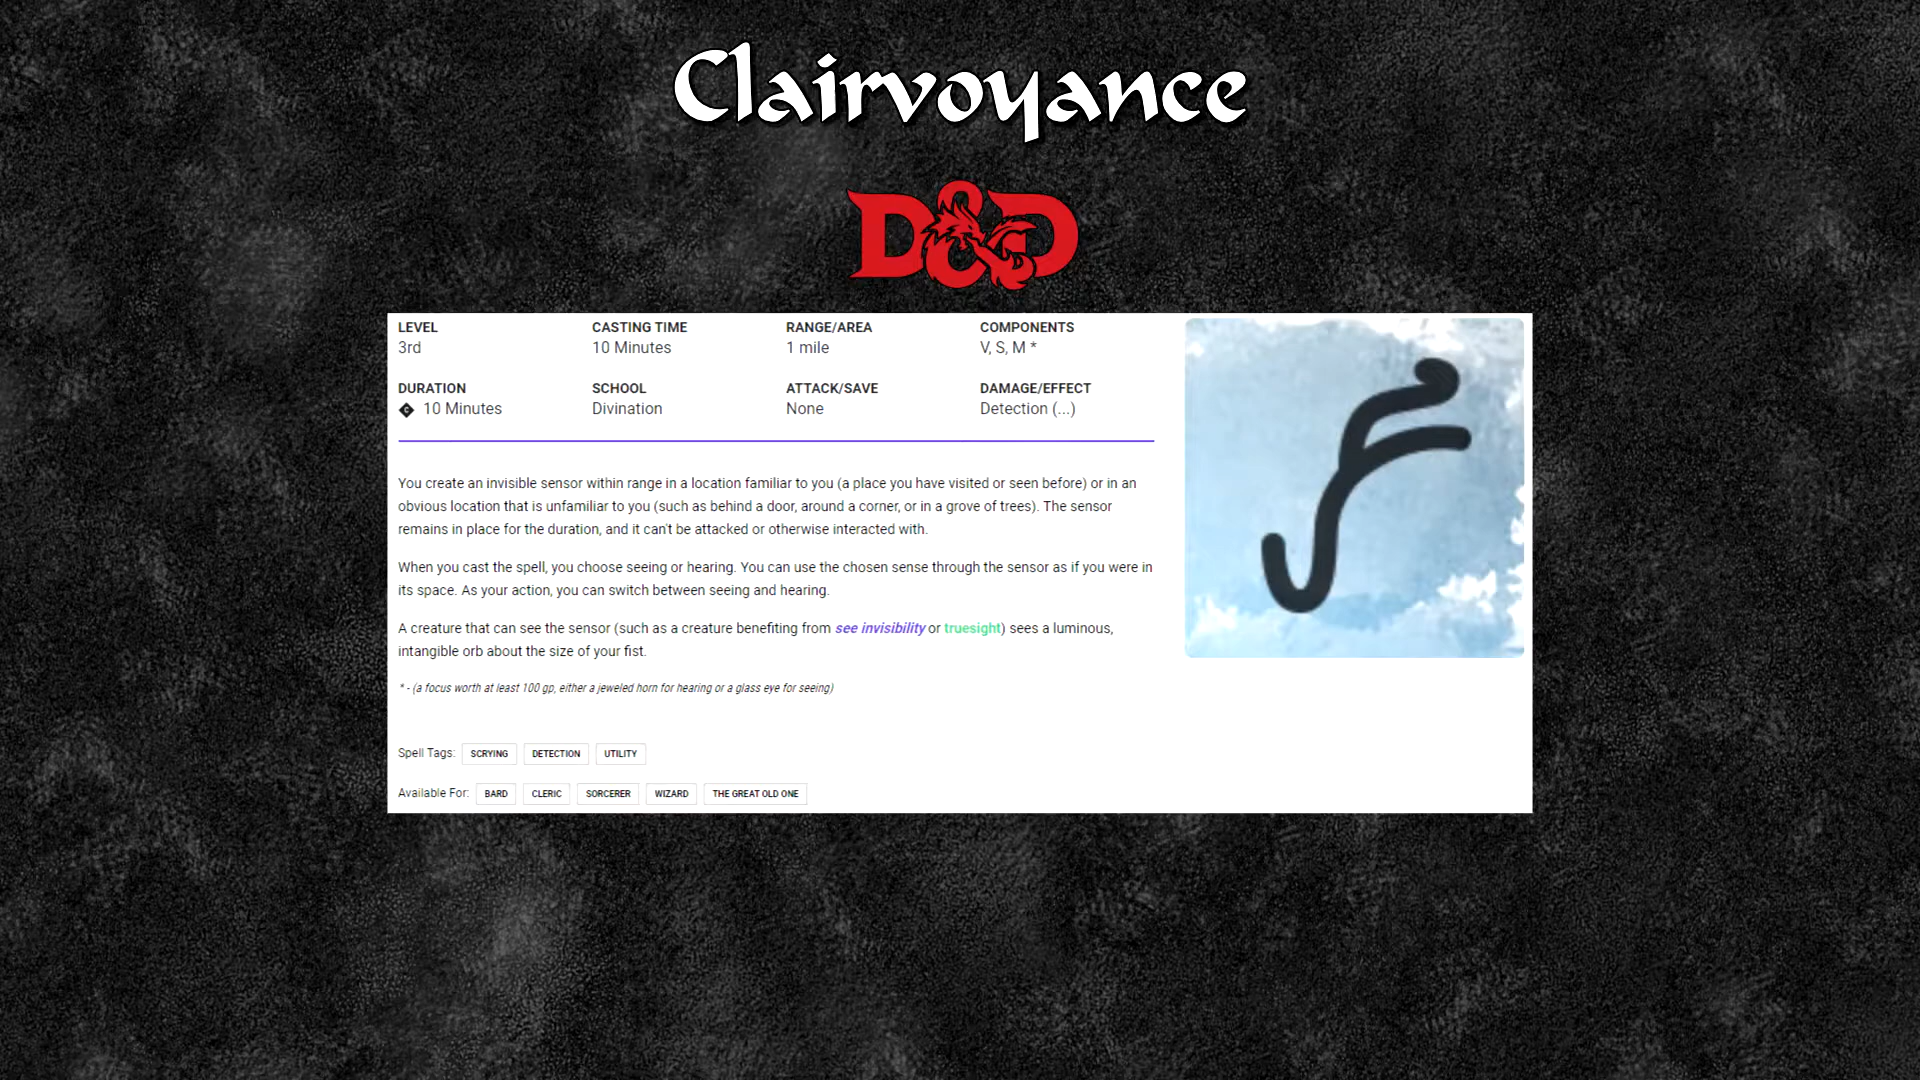 Clairvoyance
D&D
LEVEL CASTING TIME RANGE/AREA COMPONENTS
3rd 10 Minutes 1 mile V, S, M *
DURATION SCHOOL ATTACK/SAVE DAMAGE/EFFECT
C 10 Minutes Divination None Detection (...)
You create an invisible sensor within range in a location familiar to you (a place you have visited or seen before) or in an
obvious location that is unfamiliar to you (such as behind a door, around a corner, or in a grove of trees). The sensor
remains in place for the duration, and it can't be attacked or otherwise interacted with.
When you cast the spell, you choose seeing or hearing. You can use the chosen sense through the sensor as if you were in
its space. As your action, you can switch between seeing and hearing.
A creature that can see the sensor (such as a creature benefiting from see invisibility or truesight) sees a luminous,
intangible orb about the size of your fist.
* - (a focus worth at least 100 gp, either a jeweled horn for hearing or a glass eye for seeing)
Spell Tags: SCRYING DETECTION UTILITY
Available For: BARD CLERIC SORCERER WIZARD THE GREAT OLD ONE